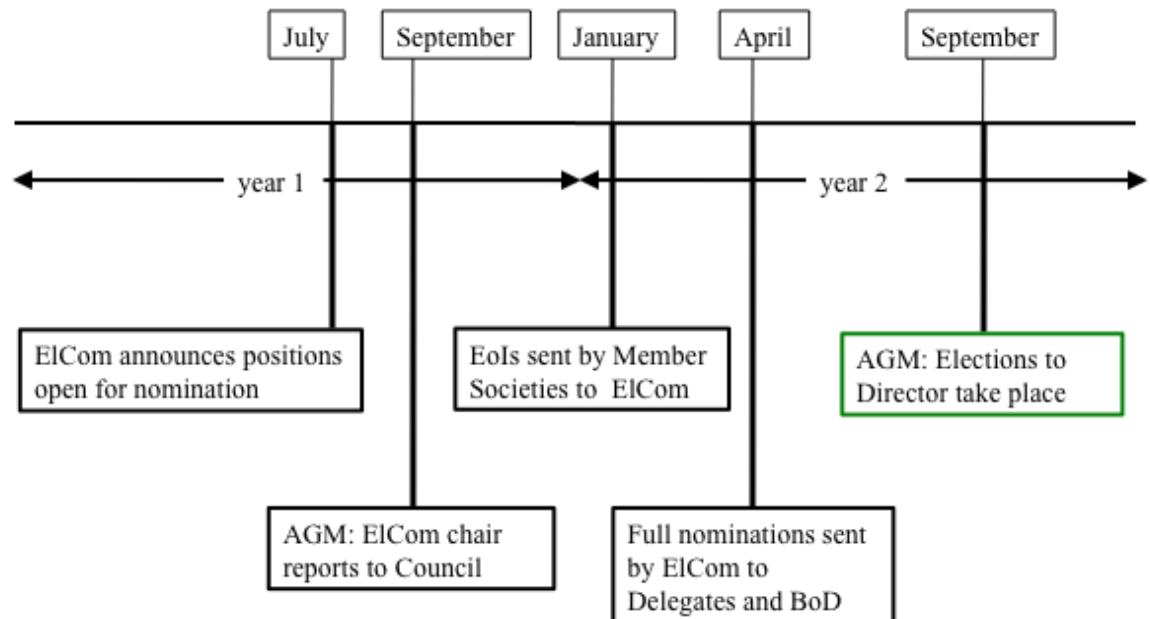 July
September
January
April
September
year 1
year 2
ElCom announces positions
open for nomination
EoIs sent by Member
Societies to ElCom
AGM: Elections to
Director take place
AGM: ElCom chair
reports to Council
Full nominations sent
by ElCom to
Delegates and BoD